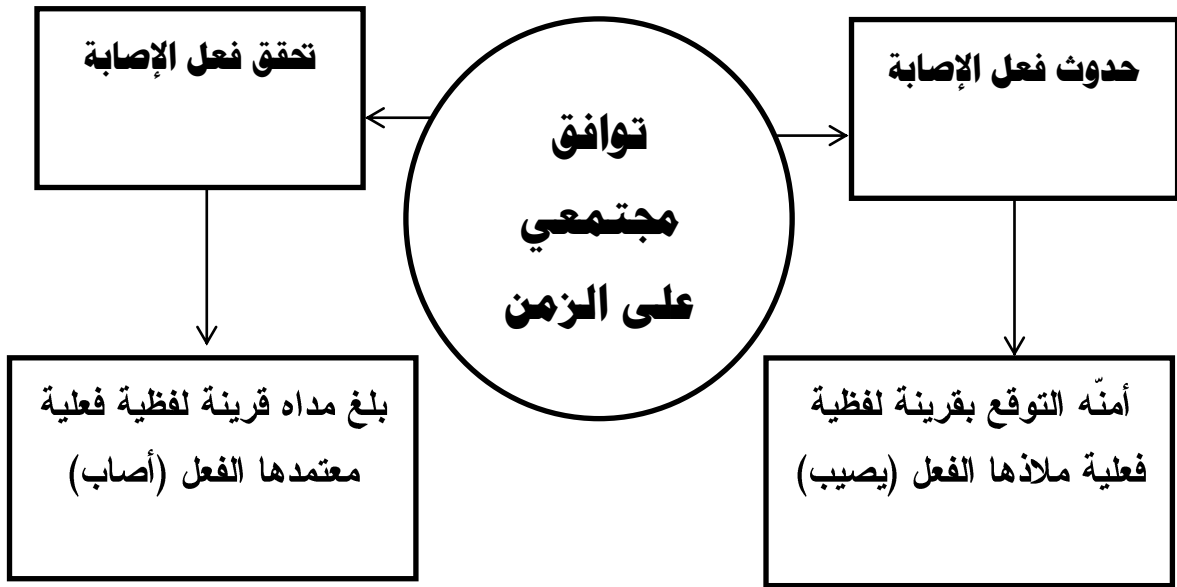 حدوث فعل الإصابة
تحقق فعل الإصابة
توافق
مجتمعي
على الزمن
أمنّه التوقع بقرينة لفظية
فعلية ملاذها الفعل (يصيب)
بلغ مداه قرينة لفظية فعلية
معتمدها الفعل (أصاب)